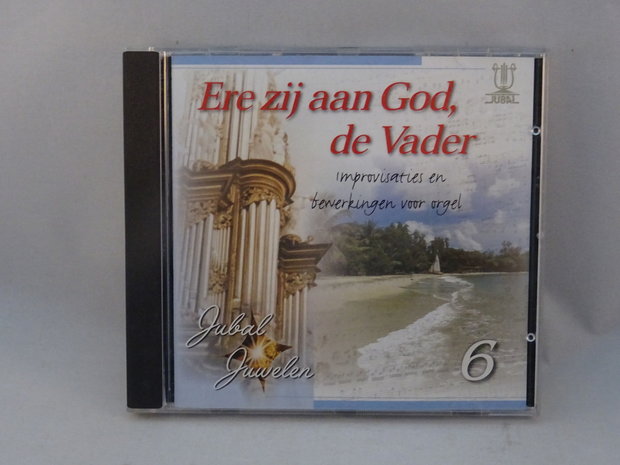 Ere zij aan God,
de Vader
JUBAL
Improvisaties en
bewerkingen voor orgel
Jubal
Juwelen
6